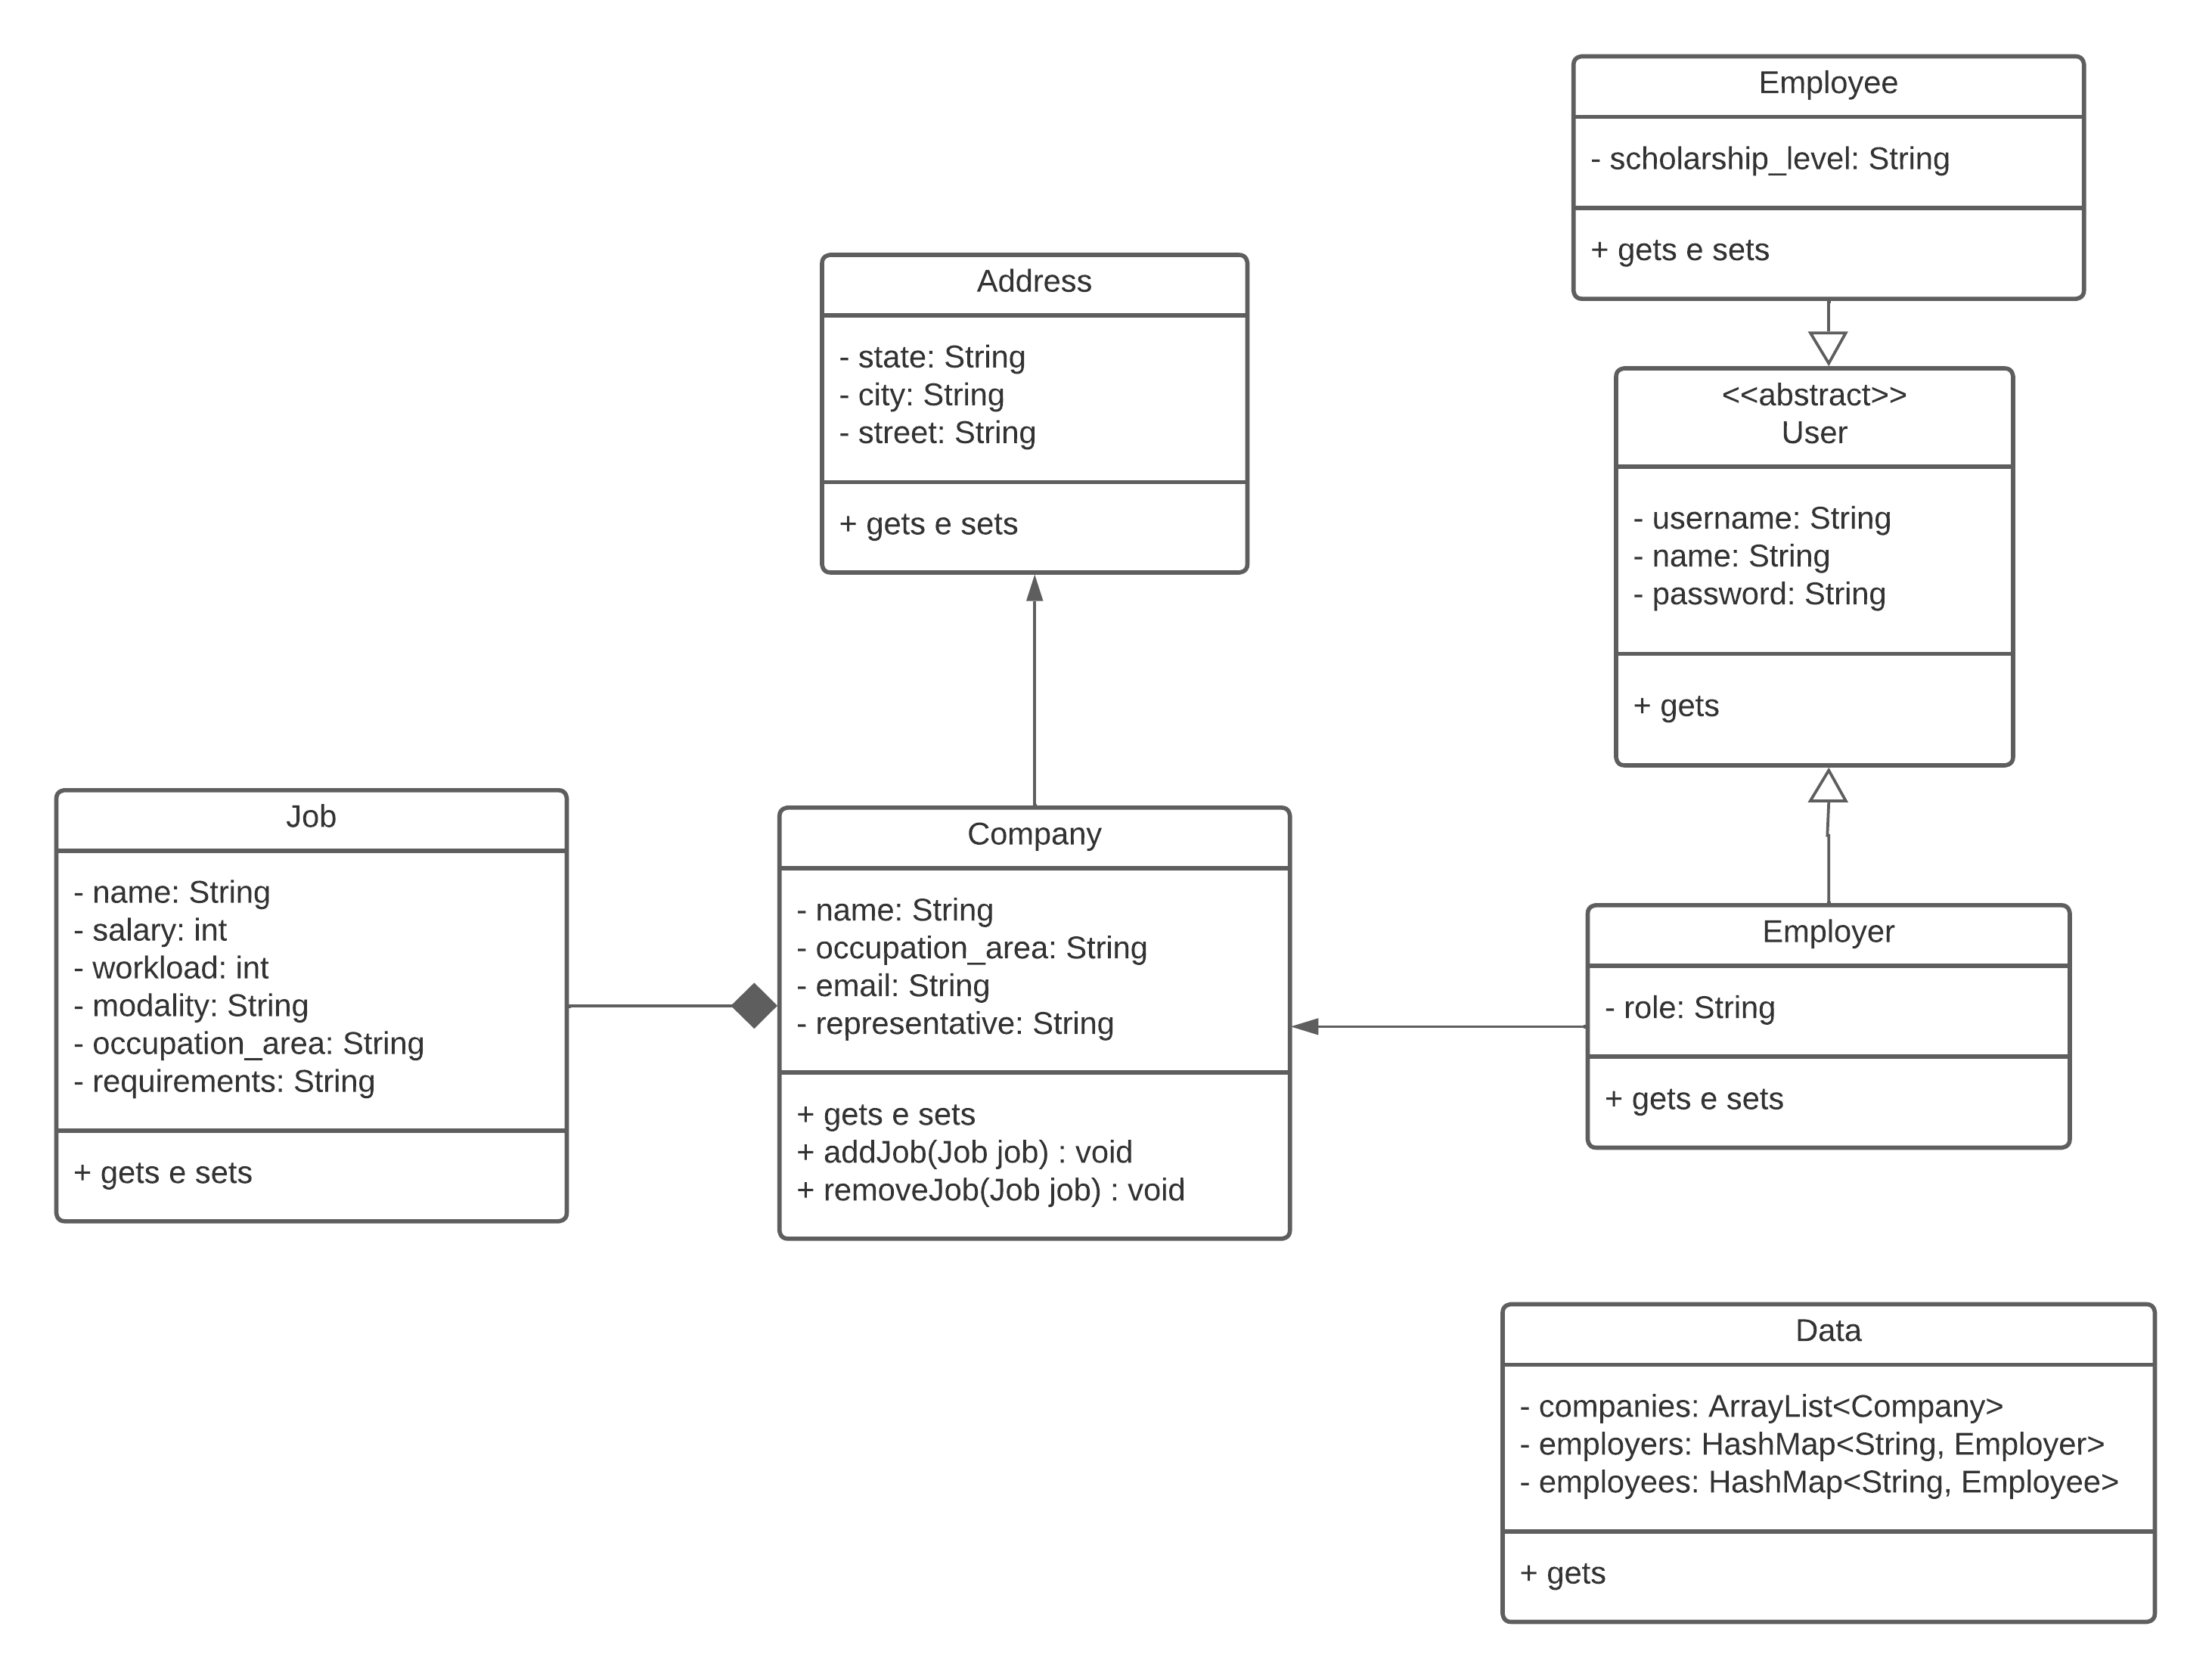 Employee
- scholarship_level: String
+ gets e sets
Address
- state: String
- city: String
- street: String
+ gets e sets
<<abstract>>
User
- username: String
- name: String
- password: String
+ gets
Job
- name: String
- salary: int
- workload: int
- modality: String
- occupation_area: String
- requirements: String
+ gets e sets
Company
- name: String
- occupation_area: String
- email: String
- representative: String
+ gets e sets
+ addJob(Job job) : void
+ removeJob(Job job) : void
Employer
- role: String
+ gets e sets
Data
- companies: ArrayList<Company>
- employers: HashMap<String, Employer>
- employees: HashMap<String, Employee>
+ gets